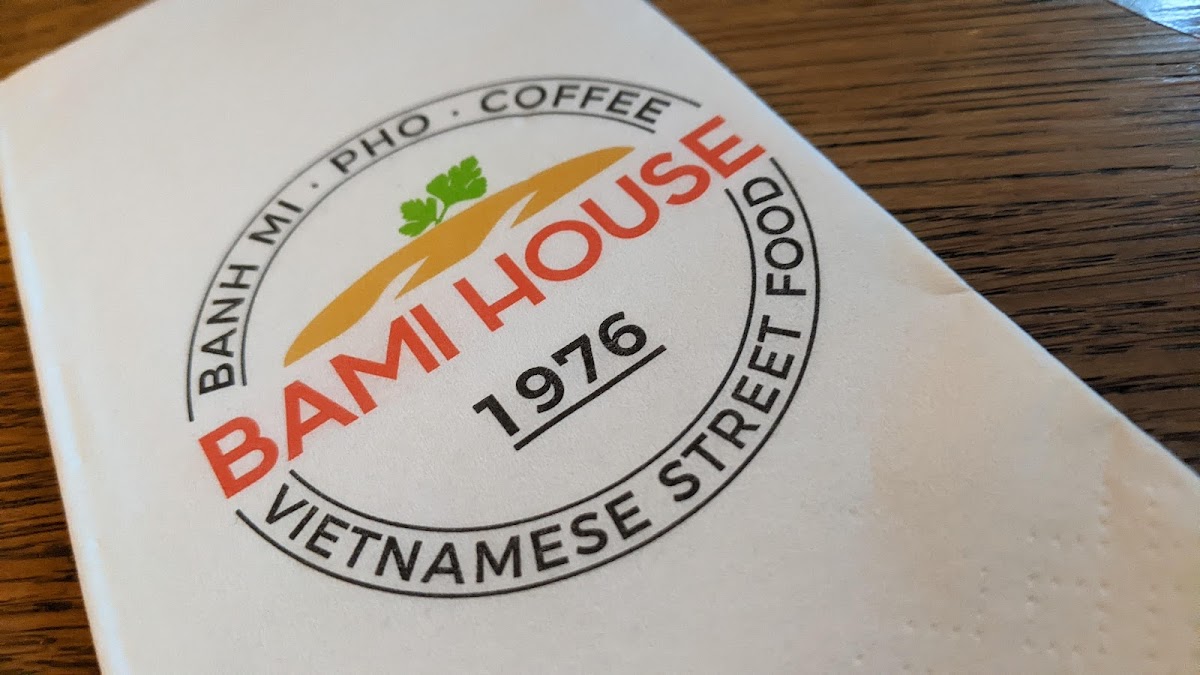 BANH MI · PHO · COFFEE
BAMI HOUSE
1976
VIETNAMESE STREET FOOD